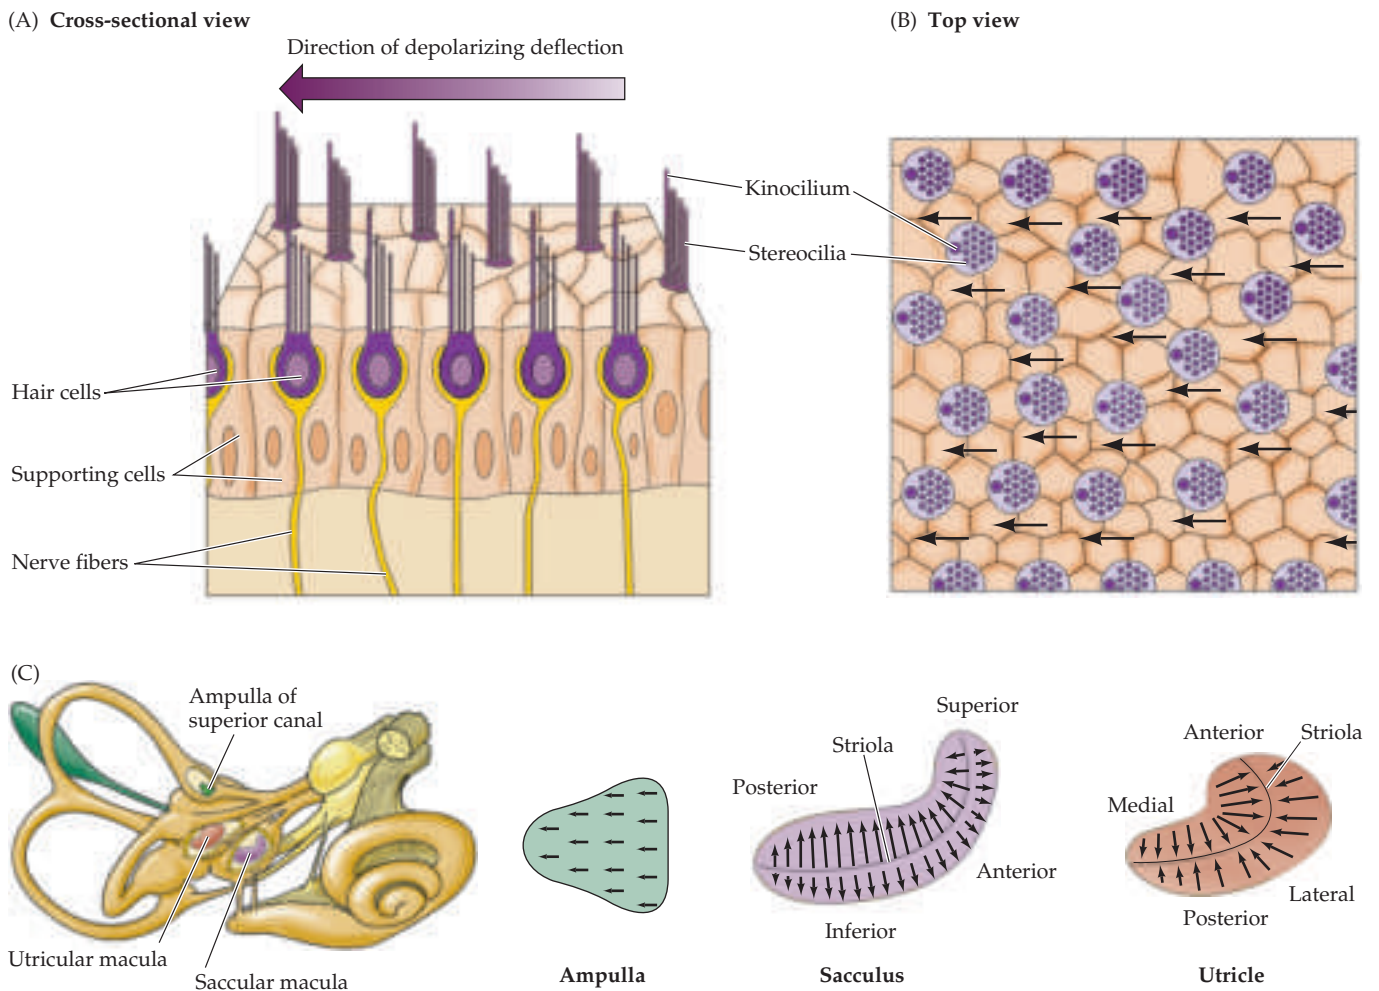 (A) Cross-sectional view
Direction of depolarizing deflection
Hair cells
Supporting cells
Nerve fibers
(B) Top view
Kinocilium
Stereocilia
(C)
Ampulla of
superior canal
Utricular macula
Saccular macula
Ampulla
Superior
Striola
Posterior
Anterior
Inferior
Sacculus
Anterior
Striola
Medial
Lateral
Posterior
Utricle